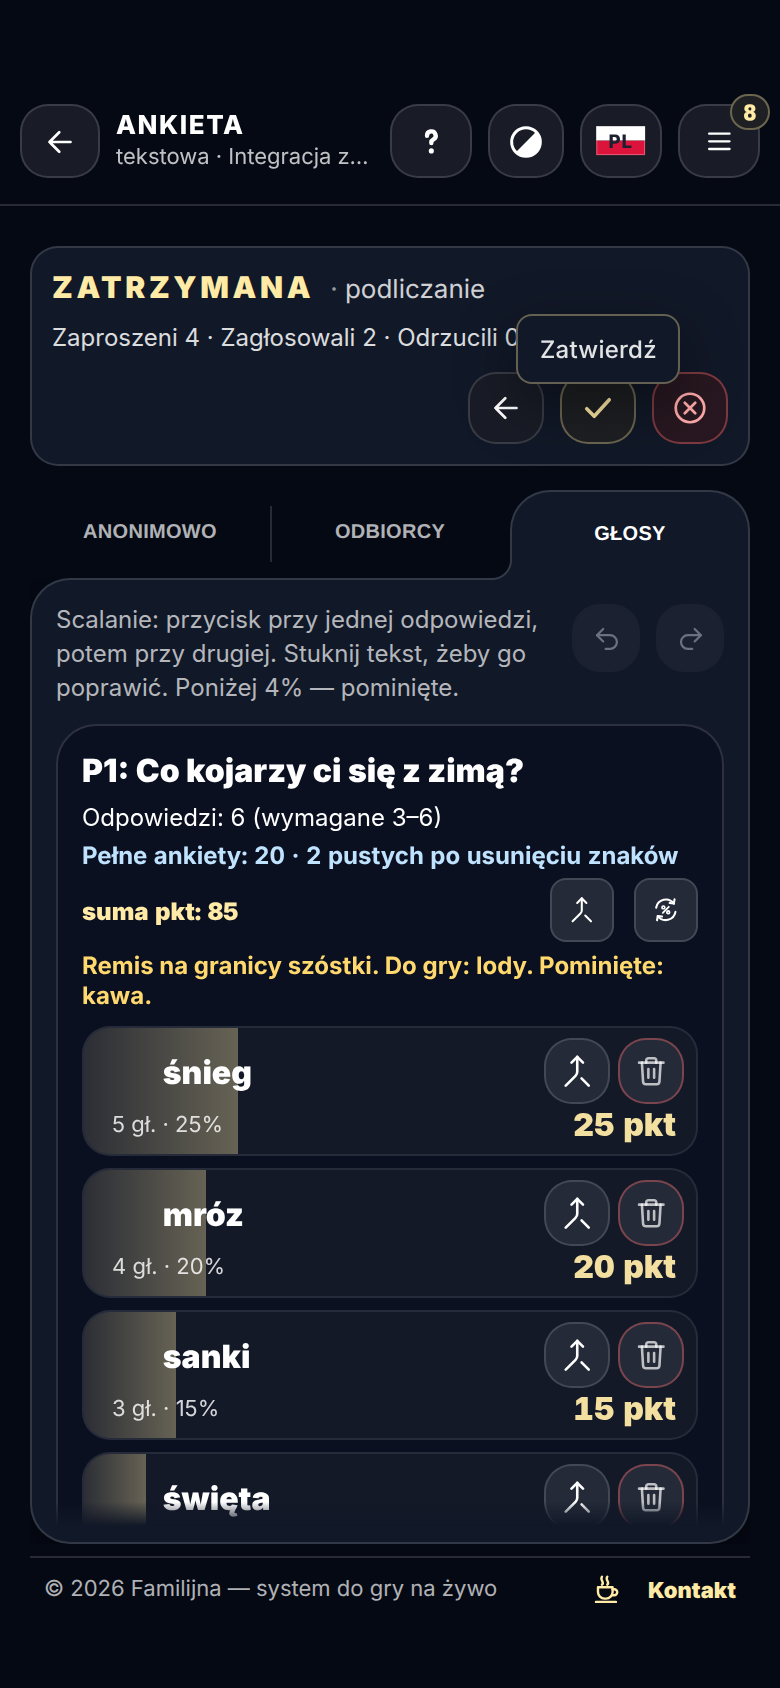 ANKIETA
tekstowa · Integracja z...
?
PL
8
ZATRZYMANA · podliczanie
Zaproszeni 4 · Zagłosowali 2 · Odrzucili 0
Zatwierdź
ANONIMOWO
ODBIORCY
GŁOSY
Scalanie: przycisk przy jednej odpowiedzi,
potem przy drugiej. Stuknij tekst, żeby go
poprawić. Poniżej 4% — pominięte.
P1: Co kojarzy ci się z zimą?
Odpowiedzi: 6 (wymagane 3–6)
Pełne ankiety: 20 · 2 pustych po usunięciu znaków
suma pkt: 85
%
Remis na granicy szóstki. Do gry: lody. Pominięte:
kawa.
śnieg
5 gł. · 25%
25 pkt
mróz
4 gł. · 20%
20 pkt
sanki
3 gł. · 15%
15 pkt
święta
© 2026 Familijna — system do gry na żywo
Kontakt